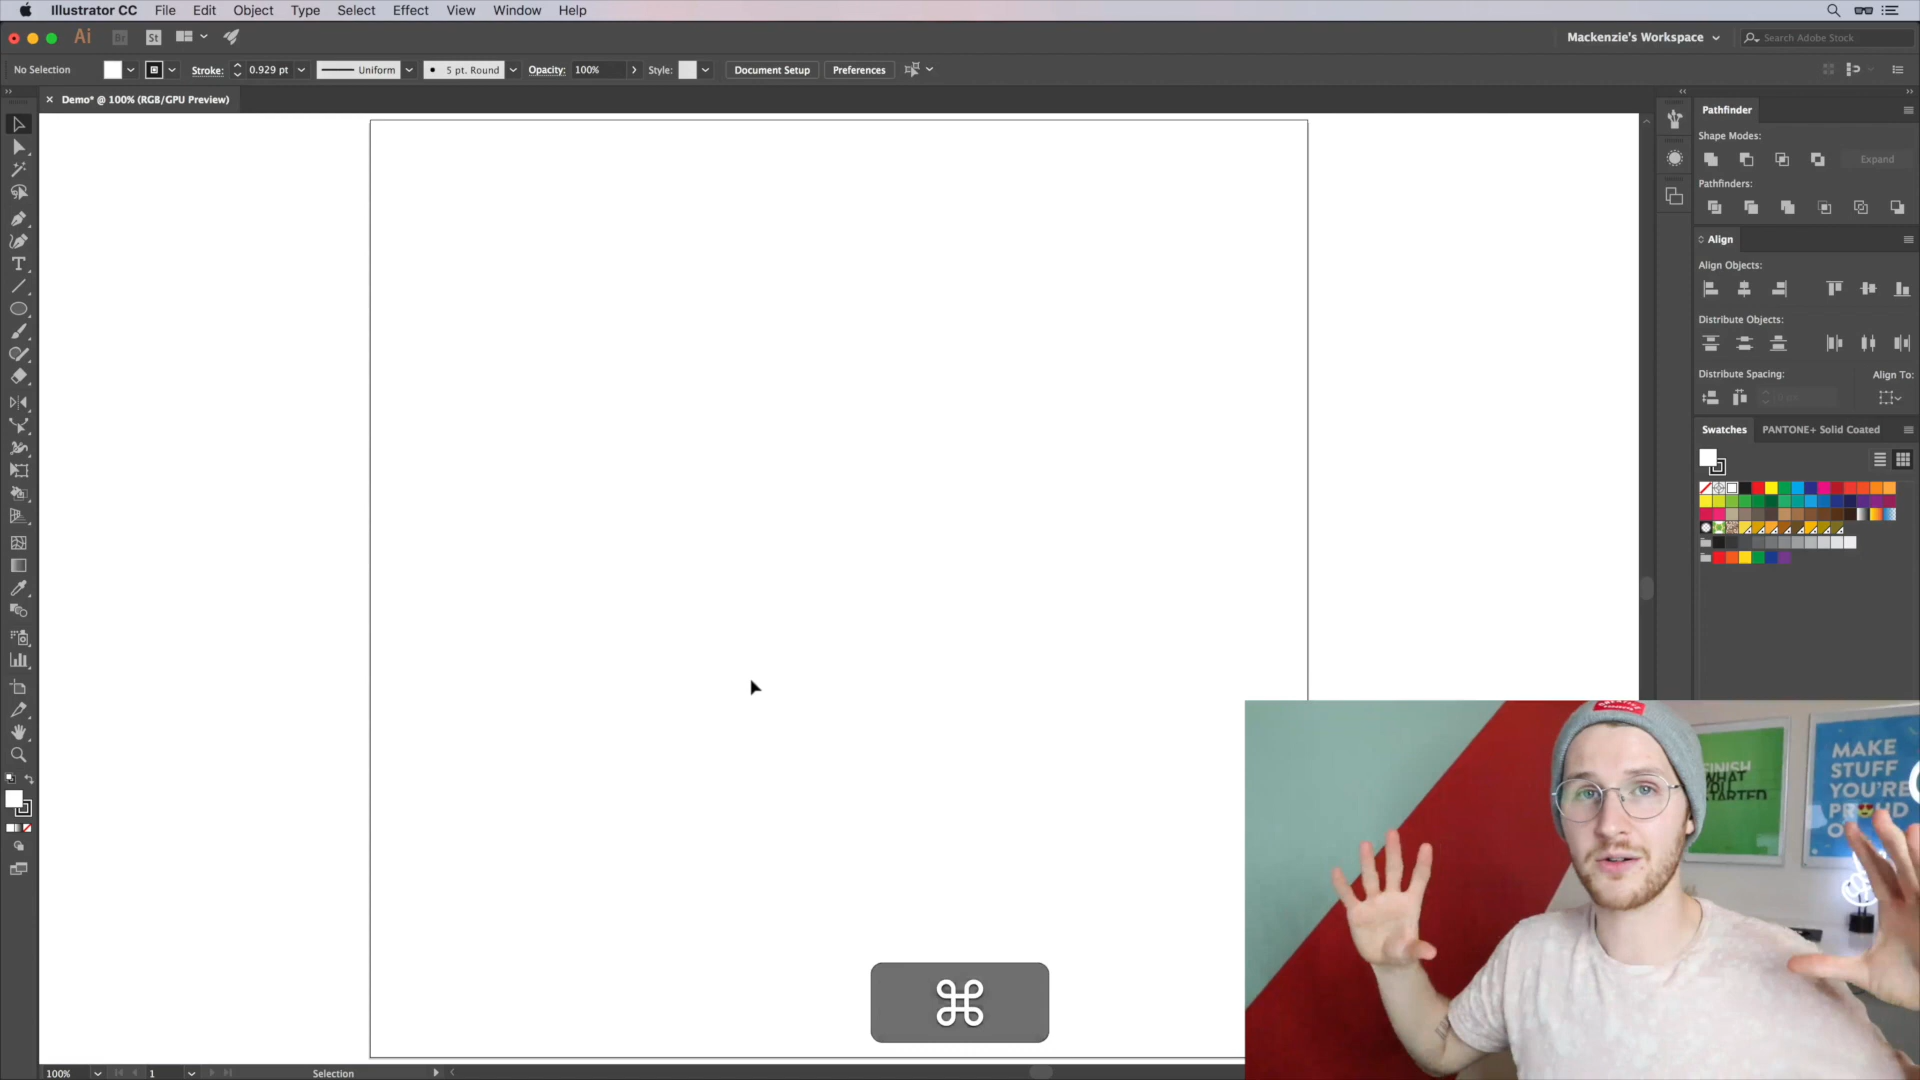 Illustrator CC File Edit Object Type Select Effect View Window Help
Ai Br St Mackenzie's Workspace Search Adobe Stock
No Selection Stroke: 0.929 pt Uniform 5 pt. Round Opacity: 100% Style: Document Setup Preferences
Demo* @ 100% (RGB/GPU Preview)
Pathfinder
Shape Modes:
Expand
Pathfinders:
Align
Align Objects:
Distribute Objects:
Distribute Spacing: Align To:
Swatches PANTONE+ Solid Coated
FINISH
WHAT
YOU
STARTED
MAKE
STUFF
YOU'RE
⌘
100% 1 Selection